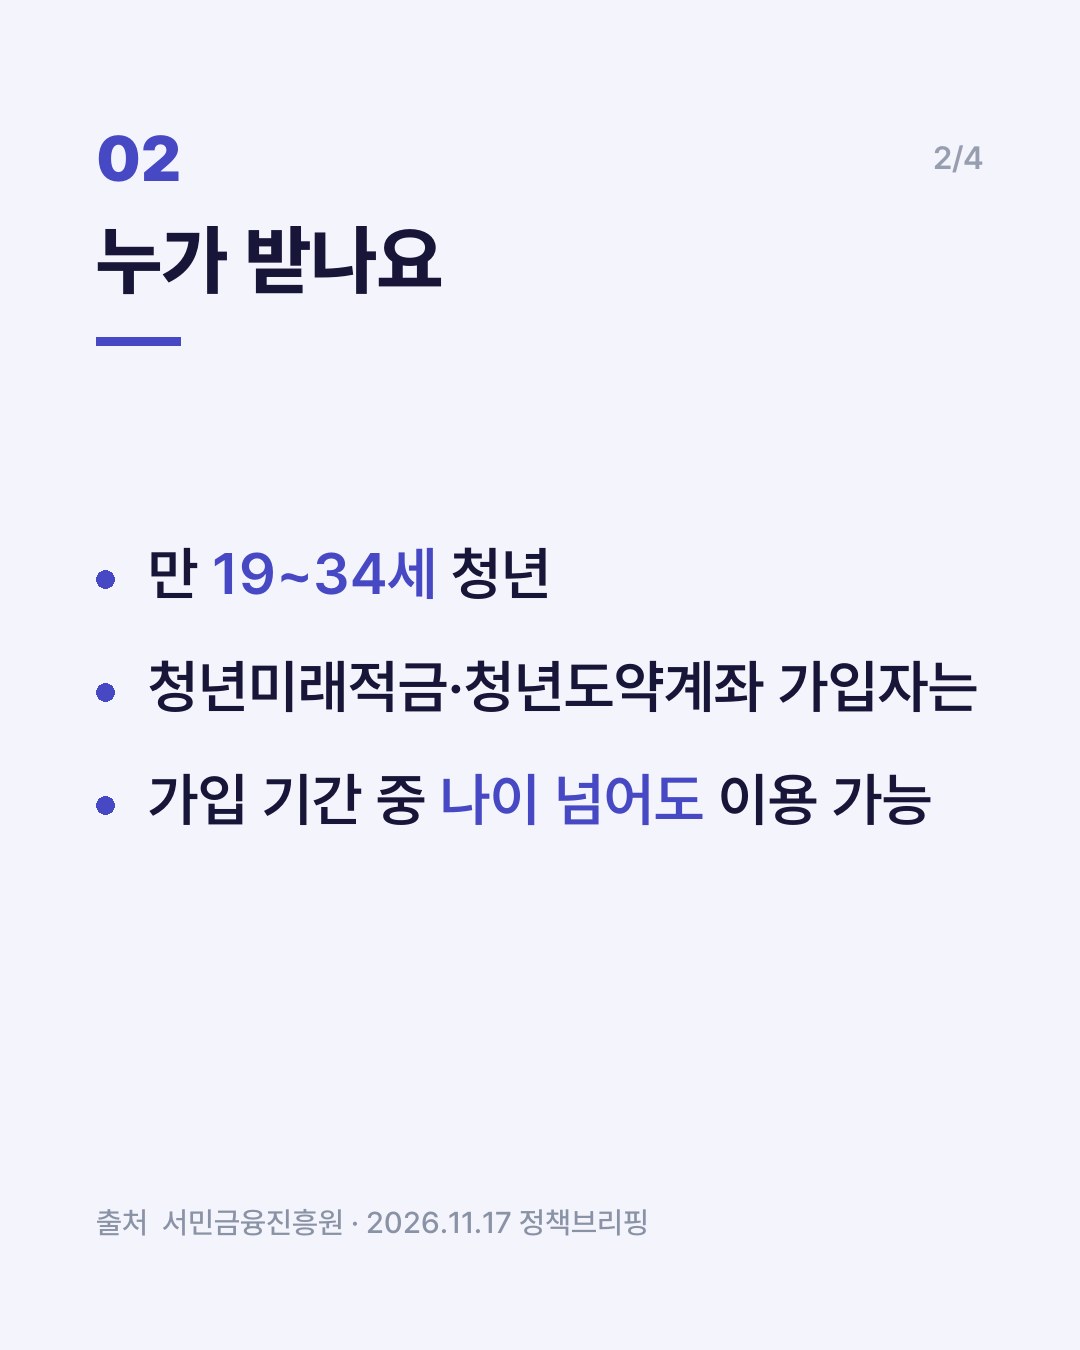 02
2/4
누가 받나요
• 만 19~34세 청년
• 청년미래적금·청년도약계좌 가입자는
• 가입 기간 중 나이 넘어도 이용 가능
출처 서민금융진흥원 · 2026.11.17 정책브리핑